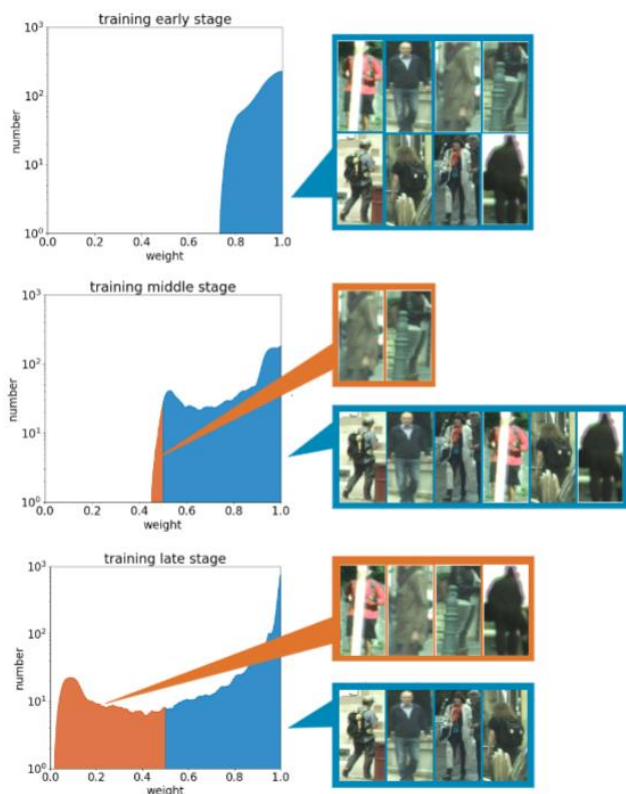 training early stage
10³
10²
10¹
10⁰
number
0.0 0.2 0.4 0.6 0.8 1.0
weight
training middle stage
10³
10²
10¹
10⁰
number
0.0 0.2 0.4 0.6 0.8 1.0
weight
training late stage
10³
10²
10¹
10⁰
number
0.0 0.2 0.4 0.6 0.8 1.0
weight